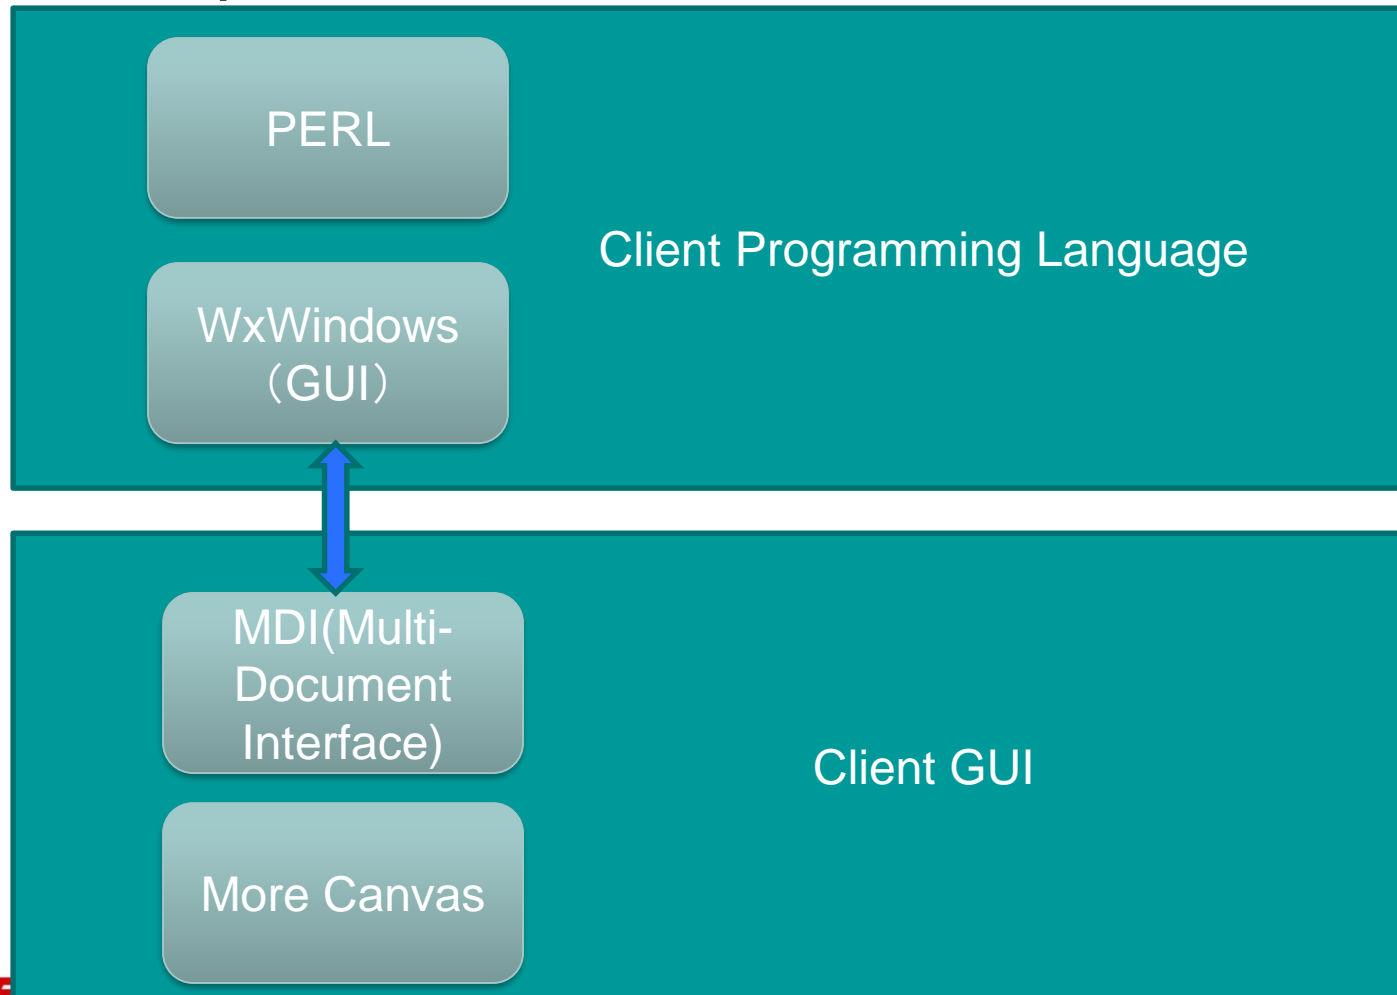 PERL
Client Programming Language
WxWindows
（GUI）
MDI(Multi-
Document
Interface)
Client GUI
More Canvas